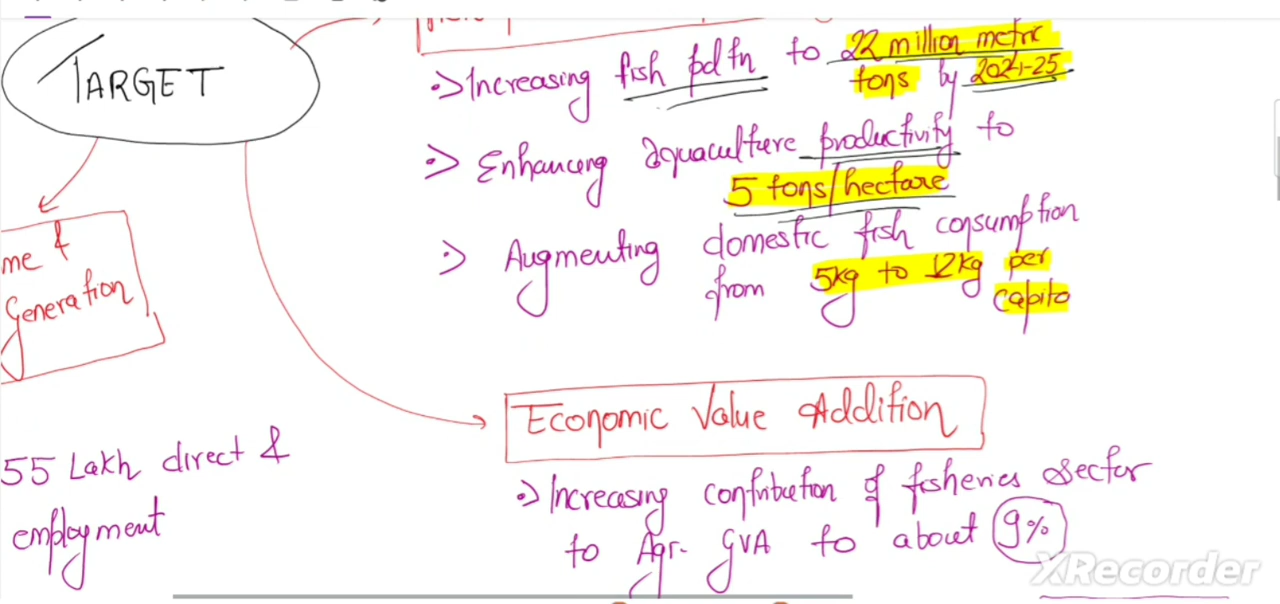 TARGET
Increasing fish pdtn to 22 million metric
tons by 2024-25
Enhancing aquaculture productivity to
5 tons/hectare
Augmenting domestic fish consumption
from 5kg to 12kg per
capita
me &
Generation
Economic Value Addition
55 Lakh direct &
employment
Increasing contribution of fisheries sector
to Agr. GVA to about 9%
XRecorder